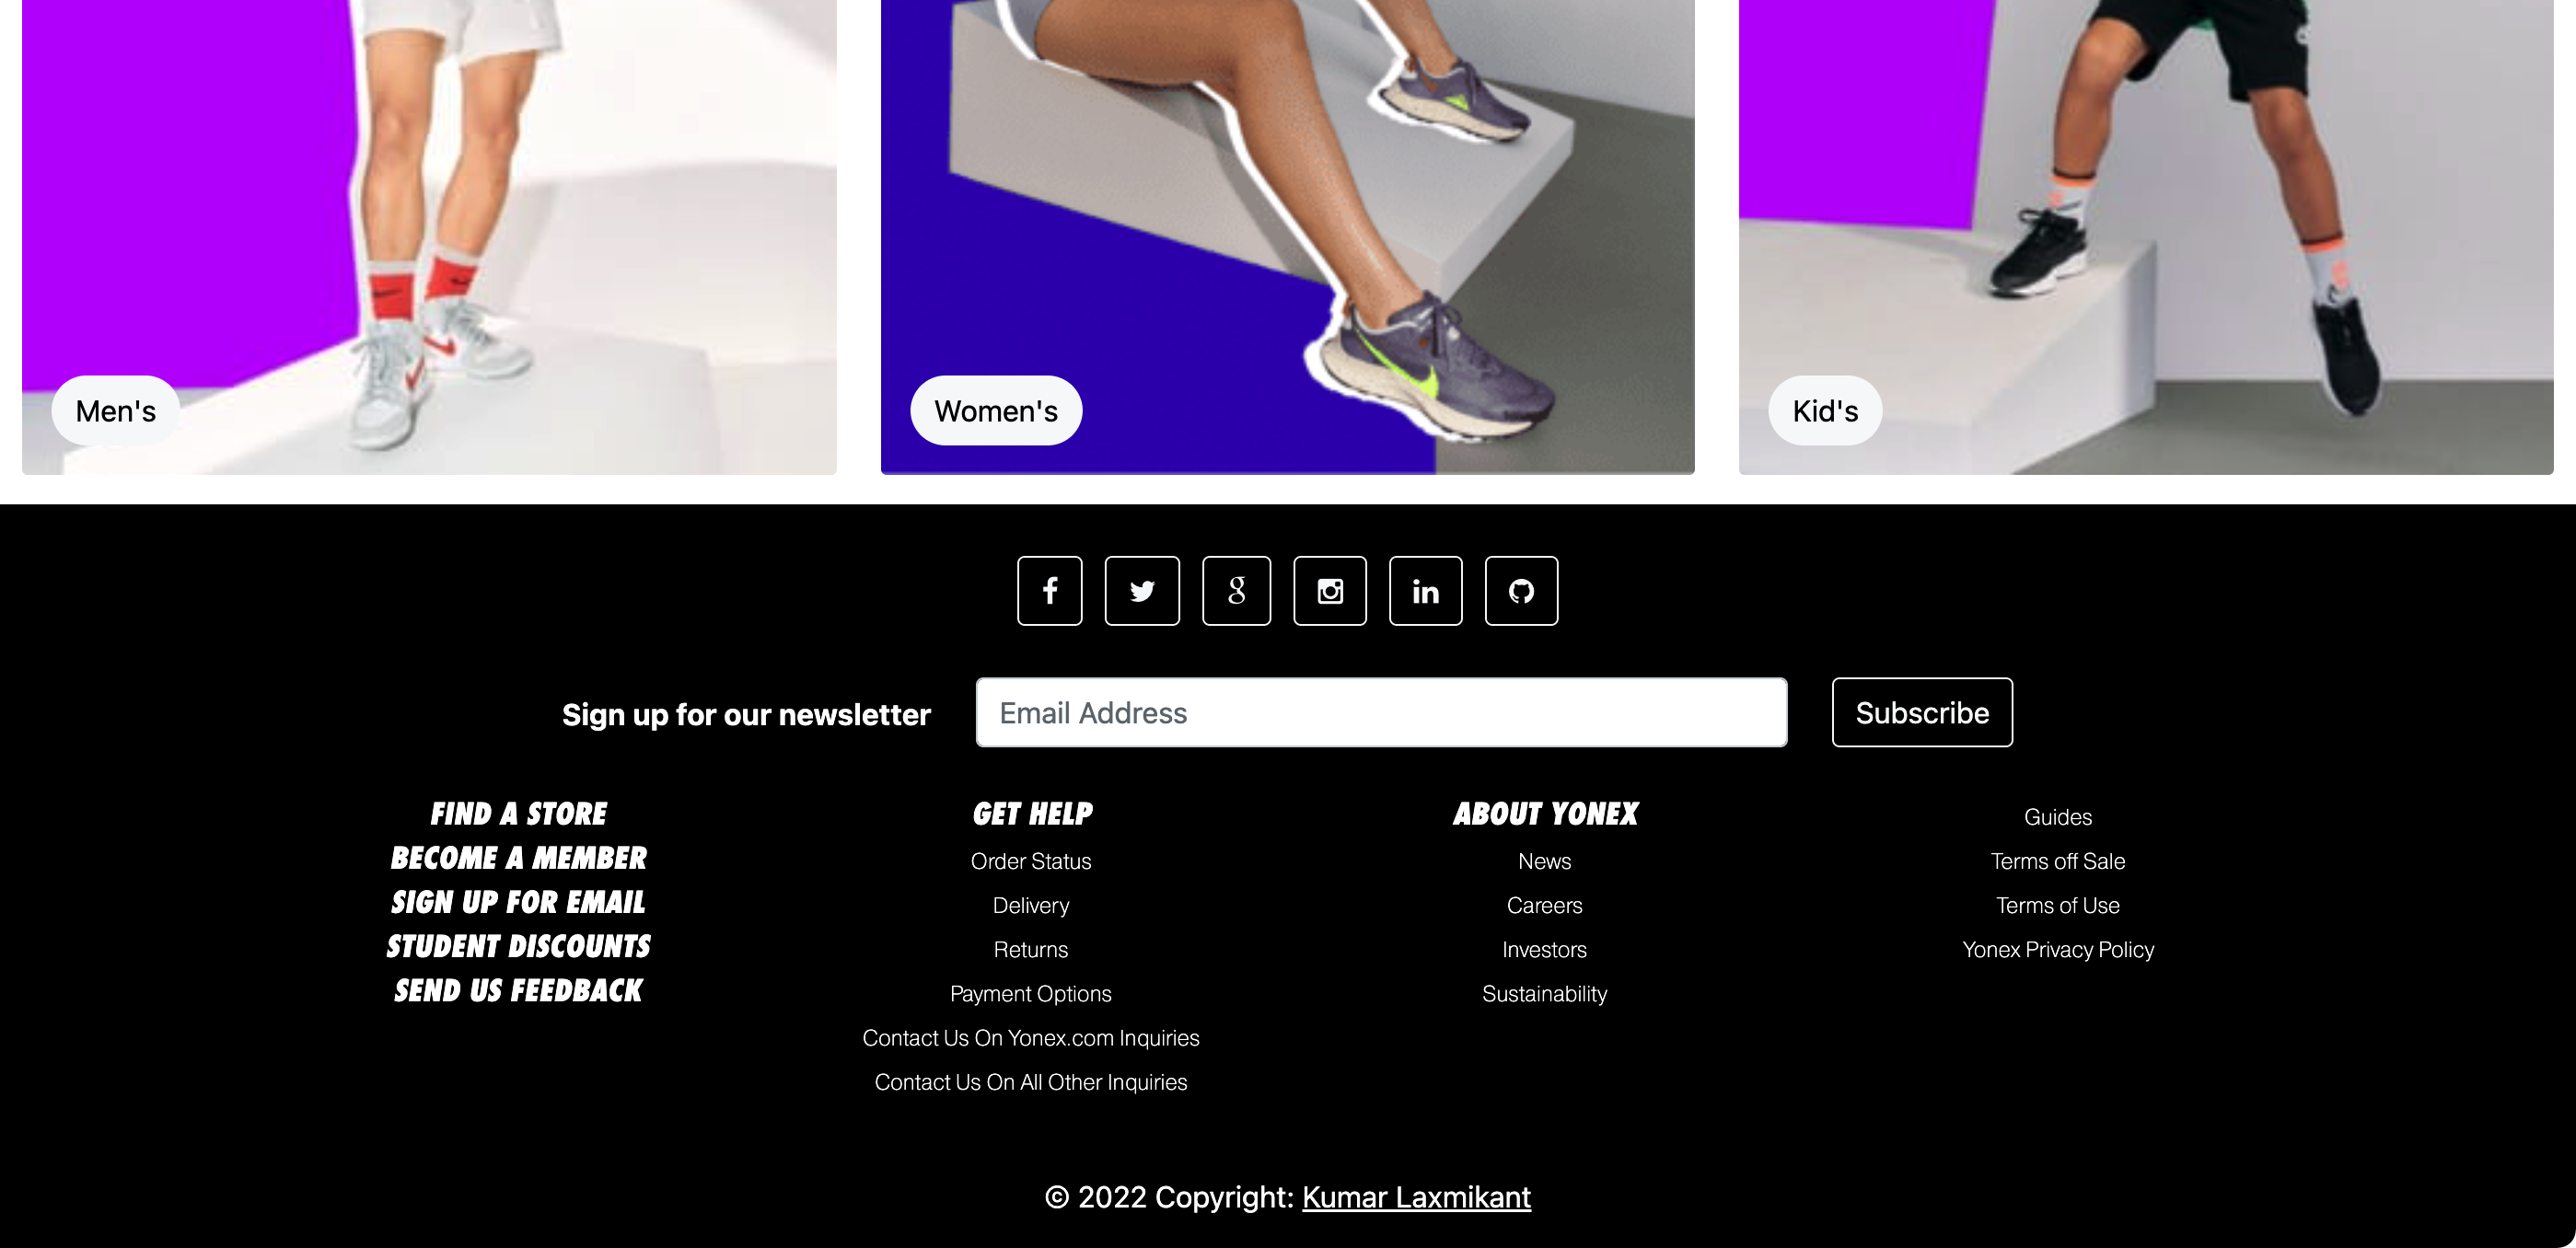 Men's
Women's
Kid's
Sign up for our newsletter
Email Address
Subscribe
FIND A STORE
BECOME A MEMBER
SIGN UP FOR EMAIL
STUDENT DISCOUNTS
SEND US FEEDBACK
GET HELP
Order Status
Delivery
Returns
Payment Options
Contact Us On Yonex.com Inquiries
Contact Us On All Other Inquiries
ABOUT YONEX
News
Careers
Investors
Sustainability
Guides
Terms off Sale
Terms of Use
Yonex Privacy Policy
© 2022 Copyright: Kumar Laxmikant